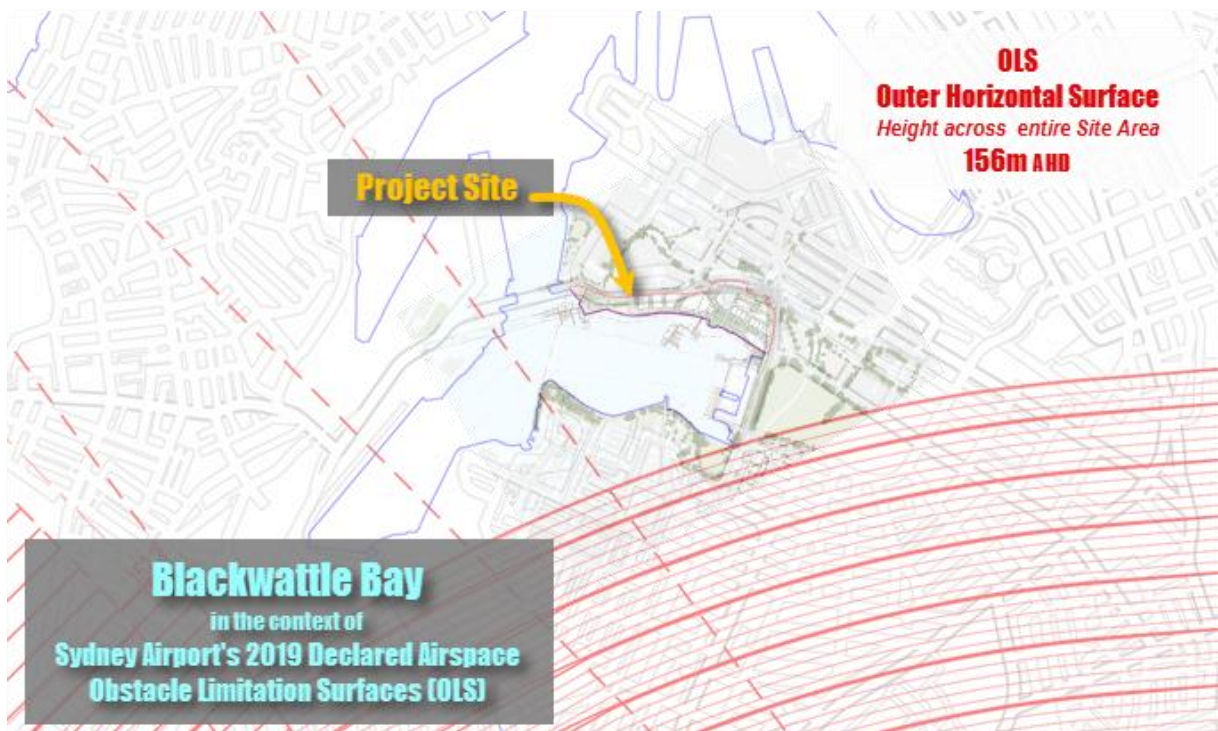 OLS
Outer Horizontal Surface
Height across entire Site Area
156m AHD
Project Site
Blackwattle Bay
in the context of
Sydney Airport's 2019 Declared Airspace
Obstacle Limitation Surfaces (OLS)